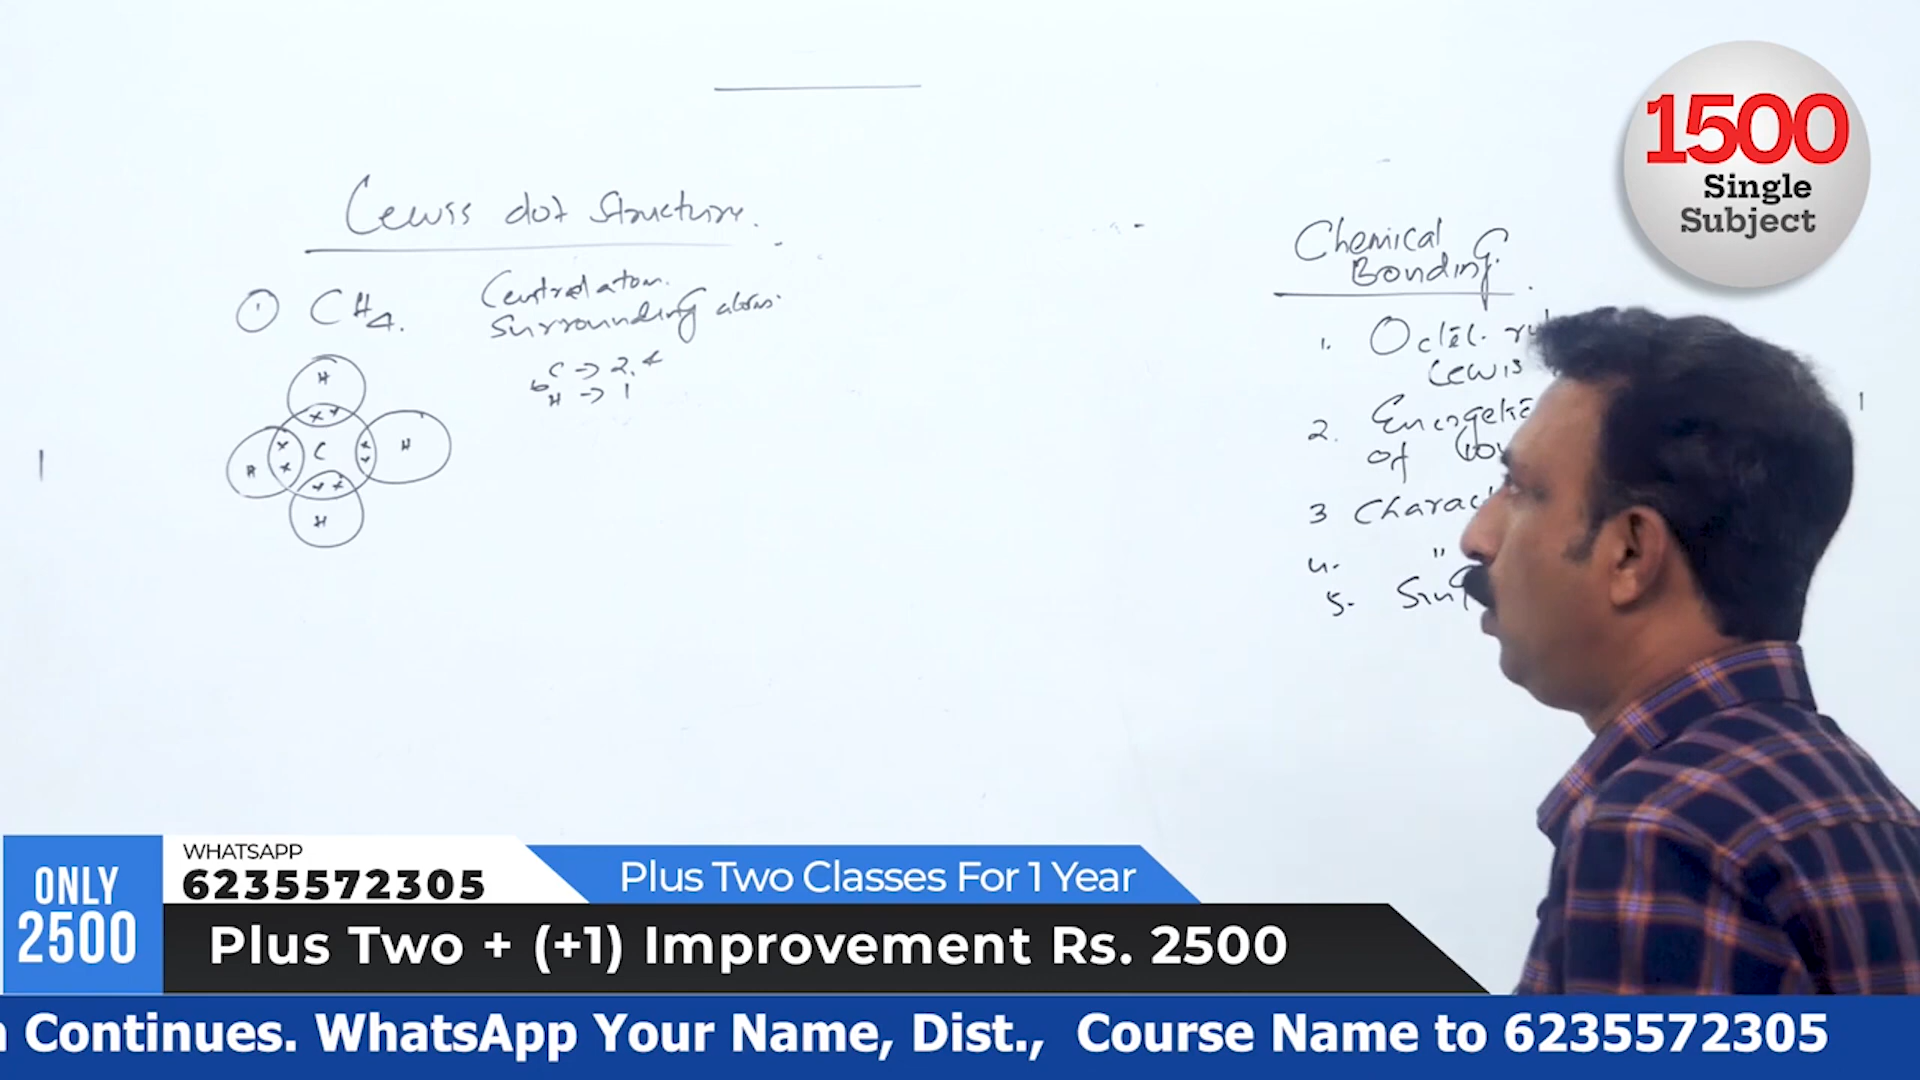 Lewis dot structure.
① CH4.
Central atom.
Surrounding atoms.
C → 2,4
6
H → 1
H
H C H
H
Chemical
Bonding.
1. Octet
Lewis
2.
of
3
4. "
5.
1500
Single
Subject
ONLY
2500
WHATSAPP
6235572305
Plus Two Classes For 1 Year
Plus Two + (+1) Improvement Rs. 2500
Continues. WhatsApp Your Name, Dist., Course Name to 6235572305